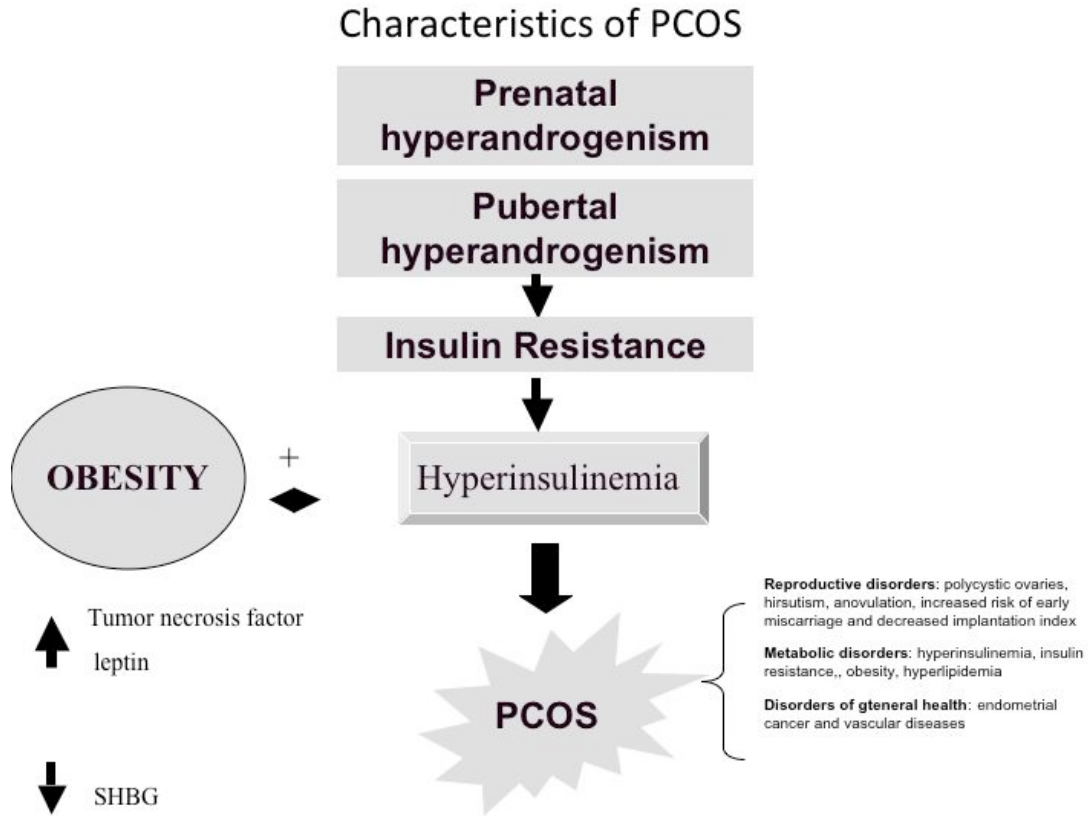 Characteristics of PCOS
Prenatal
hyperandrogenism
Pubertal
hyperandrogenism
Insulin Resistance
OBESITY
+
Hyperinsulinemia
Tumor necrosis factor
leptin
SHBG
PCOS
Reproductive disorders: polycystic ovaries,
hirsutism, anovulation, increased risk of early
miscarriage and decreased implantation index
Metabolic disorders: hyperinsulinemia, insulin
resistance,, obesity, hyperlipidemia
Disorders of gteneral health: endometrial
cancer and vascular diseases